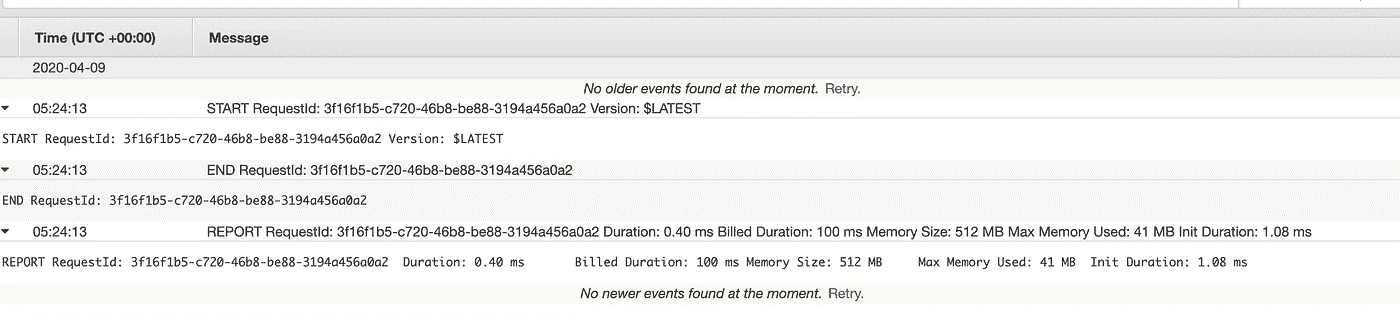 Time (UTC +00:00) Message
2020-04-09
No older events found at the moment. Retry.
05:24:13 START RequestId: 3f16f1b5-c720-46b8-be88-3194a456a0a2 Version: $LATEST
START RequestId: 3f16f1b5-c720-46b8-be88-3194a456a0a2 Version: $LATEST
05:24:13 END RequestId: 3f16f1b5-c720-46b8-be88-3194a456a0a2
END RequestId: 3f16f1b5-c720-46b8-be88-3194a456a0a2
05:24:13 REPORT RequestId: 3f16f1b5-c720-46b8-be88-3194a456a0a2 Duration: 0.40 ms Billed Duration: 100 ms Memory Size: 512 MB Max Memory Used: 41 MB Init Duration: 1.08 ms
REPORT RequestId: 3f16f1b5-c720-46b8-be88-3194a456a0a2 Duration: 0.40 ms Billed Duration: 100 ms Memory Size: 512 MB Max Memory Used: 41 MB Init Duration: 1.08 ms
No newer events found at the moment. Retry.